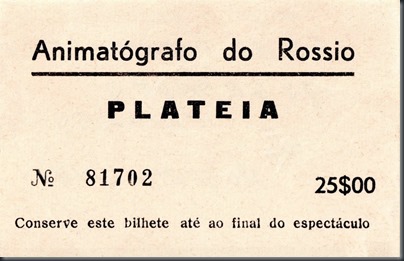 Animatógrafo do Rossio
PLATEIA
№ 81702 25$00
Conserve este bilhete até ao final do espectáculo